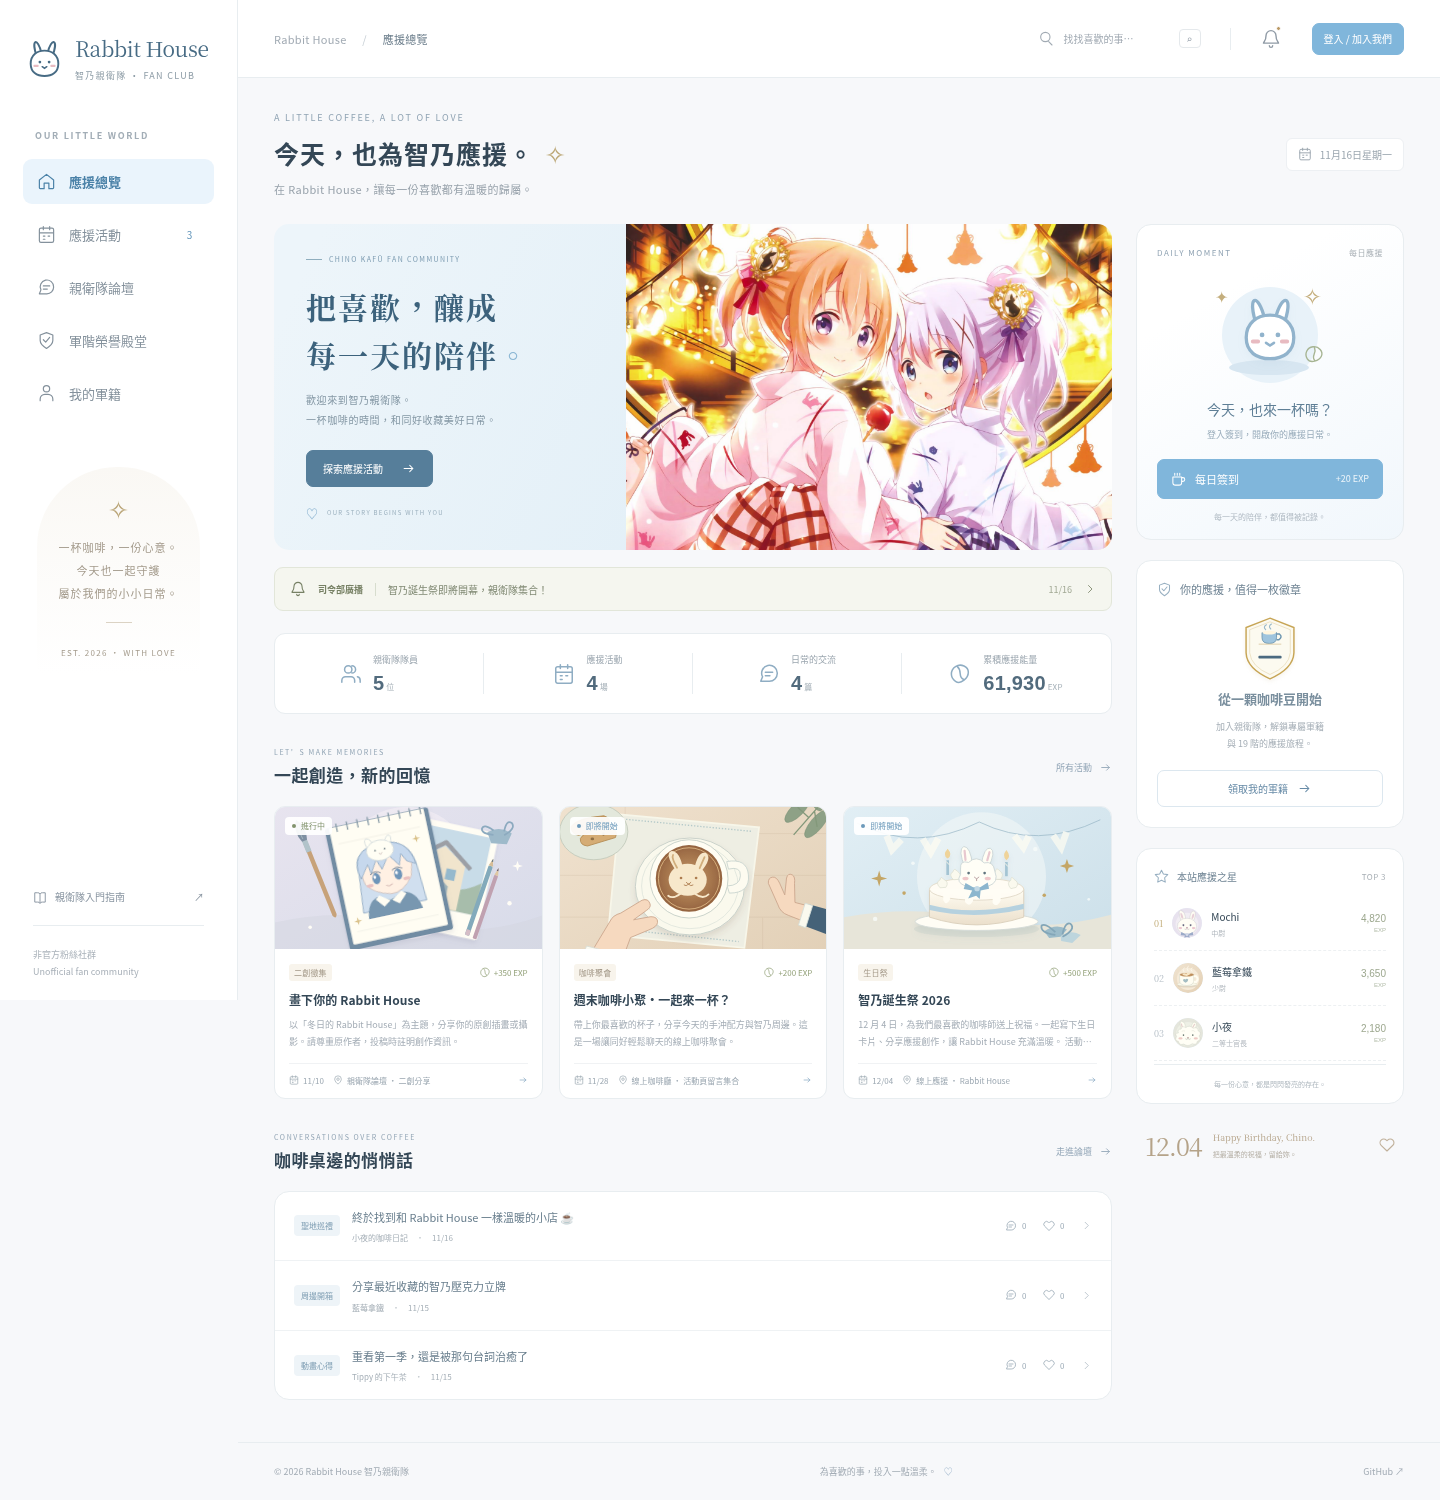 Rabbit House
智乃親衛隊 · FAN CLUB
OUR LITTLE WORLD
應援總覽
應援活動 3
親衛隊論壇
軍階榮譽殿堂
我的軍籍
一杯咖啡,一份心意。
今天也一起守護
屬於我們的小小日常。
EST. 2026 · WITH LOVE
親衛隊入門指南 ↗
非官方粉絲社群
Unofficial fan community
Rabbit House / 應援總覽
找找喜歡的事…
登入 / 加入我們
A LITTLE COFFEE, A LOT OF LOVE
今天,也為智乃應援。
在 Rabbit House,讓每一份喜歡都有溫暖的歸屬。
11月16日星期一
CHINO KAFŪ FAN COMMUNITY
把喜歡,釀成
每一天的陪伴。
歡迎來到智乃親衛隊。
一杯咖啡的時間,和同好收藏美好日常。
探索應援活動 →
OUR STORY BEGINS WITH YOU
司令部廣播 智乃誕生祭即將開幕,親衛隊集合! 11/16
親衛隊隊員
5 位
應援活動
4 場
日常的交流
4 篇
累積應援能量
61,930 EXP
LET'S MAKE MEMORIES
一起創造,新的回憶
所有活動 →
進行中
二創徵集 +350 EXP
畫下你的 Rabbit House
以「冬日的 Rabbit House」為主題,分享你的原創插畫或攝
影。請尊重原作者,投稿時註明創作資訊。
11/10 親衛隊論壇 · 二創分享 →
即將開始
咖啡聚會 +200 EXP
週末咖啡小聚・一起來一杯?
帶上你最喜歡的杯子,分享今天的手沖配方與智乃周邊。這
是一場讓同好輕鬆聊天的線上咖啡聚會。
11/28 線上咖啡廳 · 活動頁留言集合 →
即將開始
生日祭 +500 EXP
智乃誕生祭 2026
12 月 4 日,為我們最喜歡的咖啡師送上祝福。一起寫下生日
卡片、分享應援創作,讓 Rabbit House 充滿溫暖。 活動…
12/04 線上應援 · Rabbit House →
CONVERSATIONS OVER COFFEE
咖啡桌邊的悄悄話
走進論壇 →
聖地巡禮 終於找到和 Rabbit House 一樣溫暖的小店 ☕
小夜的咖啡日記 · 11/16
0 0
周邊開箱 分享最近收藏的智乃壓克力立牌
藍莓拿鐵 · 11/15
0 0
動畫心得 重看第一季,還是被那句台詞治癒了
Tippy 的下午茶 · 11/15
0 0
DAILY MOMENT 每日應援
今天,也來一杯嗎?
登入簽到,開啟你的應援日常。
每日簽到 +20 EXP
每一天的陪伴,都值得被記錄。
你的應援,值得一枚徽章
從一顆咖啡豆開始
加入親衛隊,解鎖專屬軍籍
與 19 階的應援旅程。
領取我的軍籍 →
本站應援之星 TOP 3
01 Mochi 4,820
中尉 EXP
02 藍莓拿鐵 3,650
少尉 EXP
03 小夜 2,180
二等士官長 EXP
每一份心意,都是閃閃發亮的存在。
12.04
Happy Birthday, Chino.
把最溫柔的祝福,留給妳。
© 2026 Rabbit House 智乃親衛隊
為喜歡的事,投入一點溫柔。 ♡
GitHub ↗